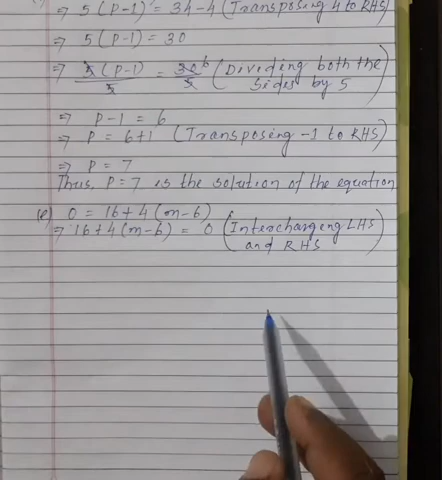 ⇒ 5(P-1) = 34-4 (Transposing 4 to RHS)
⇒ 5(P-1) = 30
⇒ 5(P-1)/5 = 30 6/5 (Dividing both the sides by 5)
⇒ P-1 = 6
⇒ P = 6+1 (Transposing -1 to RHS)
⇒ P = 7
Thus, P = 7 is the solution of the equation
(e) 0 = 16+4(m-6)
⇒ 16+4(m-6) = 0 (Interchanging LHS and RHS)